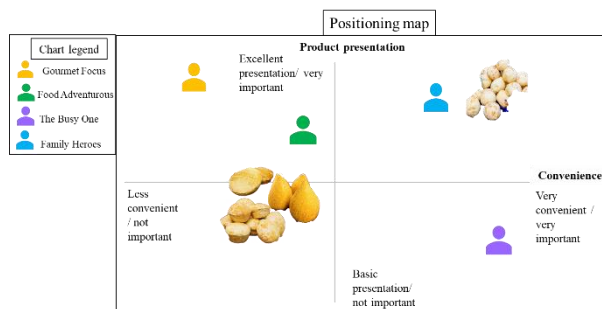 Positioning map
Chart legend
Gourmet Focus
Food Adventurous
The Busy One
Family Heroes
Product presentation
Excellent
presentation/ very
important
Convenience
Less
convenient
/ not
important
Very
convenient /
very
important
Basic
presentation/
not important